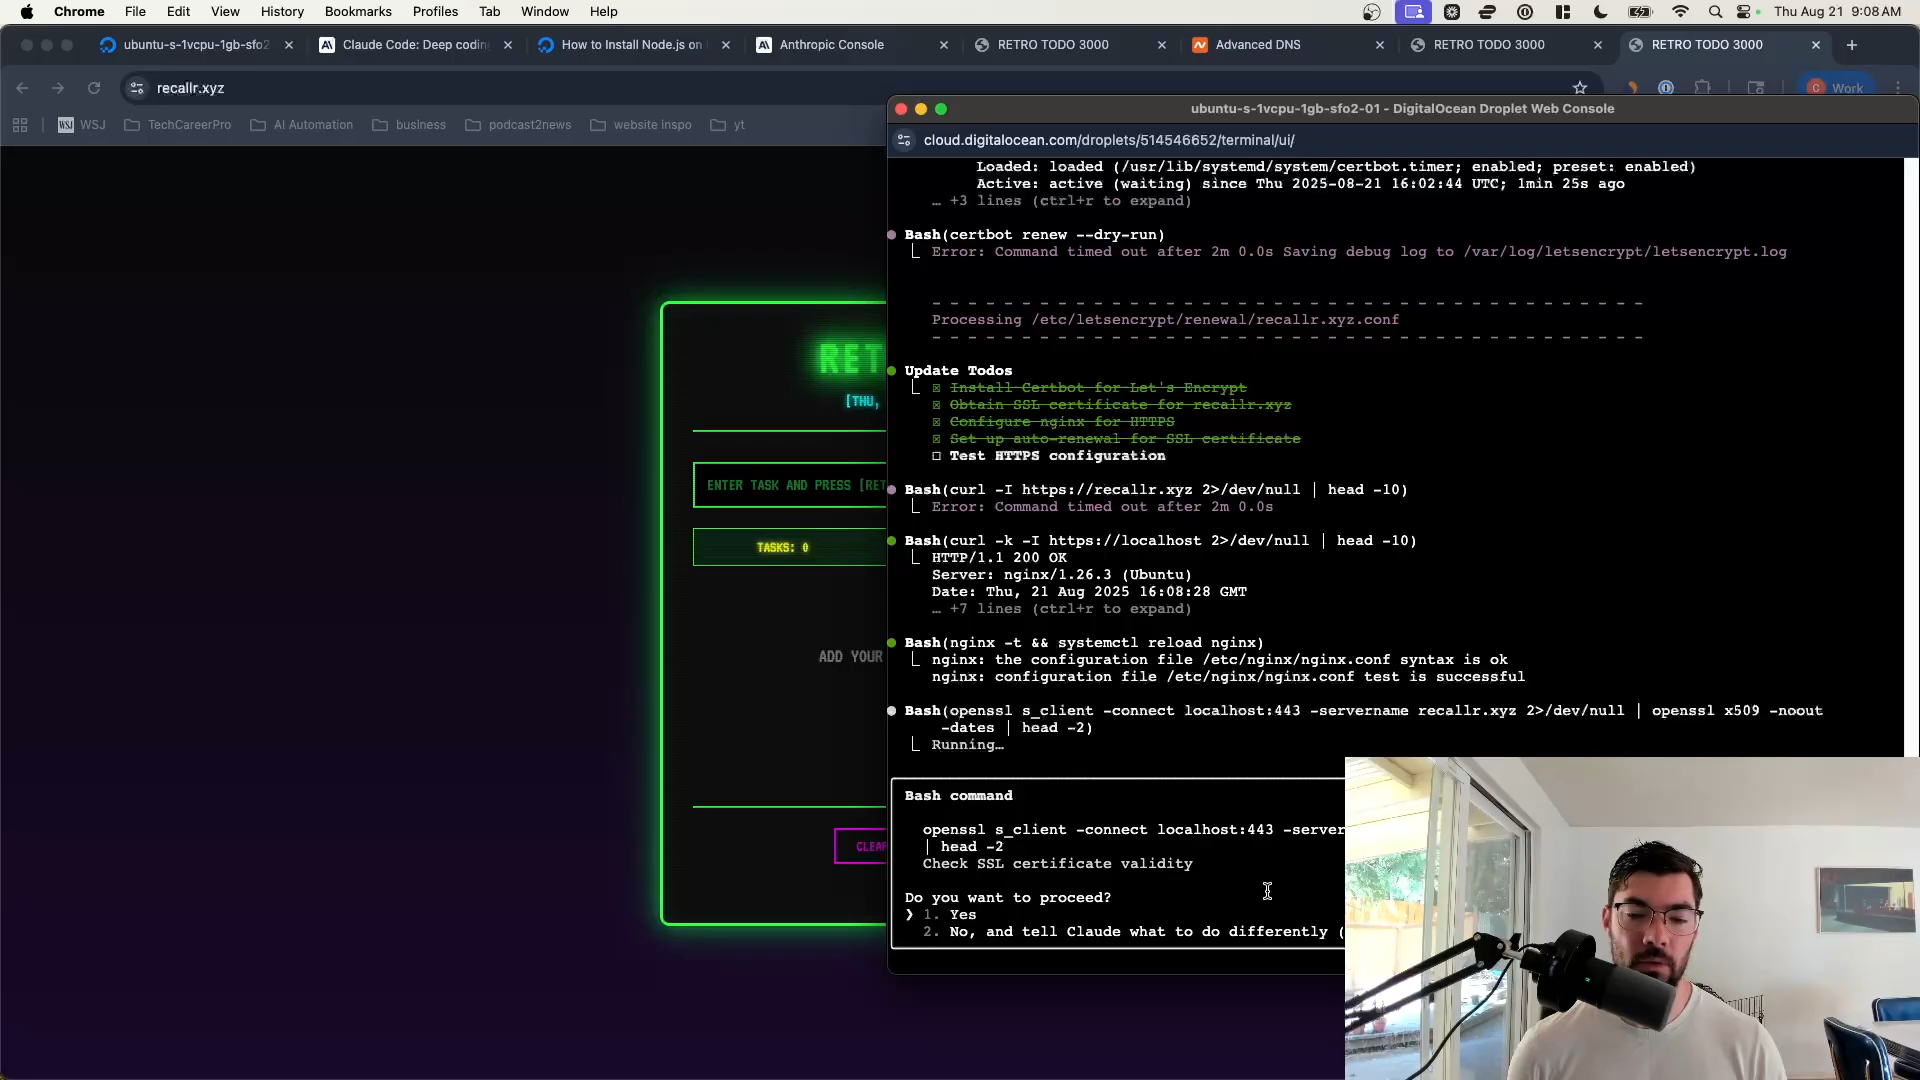 Chrome File Edit View History Bookmarks Profiles Tab Window Help
Thu Aug 21 9:08 AM
ubuntu-s-1vcpu-1gb-sfo2
Claude Code: Deep coding
How to Install Node.js on
Anthropic Console
RETRO TODO 3000
Advanced DNS
RETRO TODO 3000
RETRO TODO 3000
recallr.xyz
Work
WSJ
TechCareerPro
AI Automation
business
podcast2news
website inspo
yt
RET
[THU,
ENTER TASK AND PRESS [RET
TASKS: 0
ADD YOUR
CLEAR
ubuntu-s-1vcpu-1gb-sfo2-01 - DigitalOcean Droplet Web Console
cloud.digitalocean.com/droplets/514546652/terminal/ui/
Loaded: loaded (/usr/lib/systemd/system/certbot.timer; enabled; preset: enabled)
Active: active (waiting) since Thu 2025-08-21 16:02:44 UTC; 1min 25s ago
… +3 lines (ctrl+r to expand)
Bash(certbot renew --dry-run)
Error: Command timed out after 2m 0.0s Saving debug log to /var/log/letsencrypt/letsencrypt.log
- - - - - - - - - - - - - - - - - - - - - - - - - - - - - - - - - - - - - - - -
Processing /etc/letsencrypt/renewal/recallr.xyz.conf
- - - - - - - - - - - - - - - - - - - - - - - - - - - - - - - - - - - - - - - -
Update Todos
☒ Install Certbot for Let's Encrypt
☒ Obtain SSL certificate for recallr.xyz
☒ Configure nginx for HTTPS
☒ Set up auto-renewal for SSL certificate
☐ Test HTTPS configuration
Bash(curl -I https://recallr.xyz 2>/dev/null | head -10)
Error: Command timed out after 2m 0.0s
Bash(curl -k -I https://localhost 2>/dev/null | head -10)
HTTP/1.1 200 OK
Server: nginx/1.26.3 (Ubuntu)
Date: Thu, 21 Aug 2025 16:08:28 GMT
… +7 lines (ctrl+r to expand)
Bash(nginx -t && systemctl reload nginx)
nginx: the configuration file /etc/nginx/nginx.conf syntax is ok
nginx: configuration file /etc/nginx/nginx.conf test is successful
Bash(openssl s_client -connect localhost:443 -servername recallr.xyz 2>/dev/null | openssl x509 -noout
-dates | head -2)
Running…
Bash command
openssl s_client -connect localhost:443 -server
| head -2
Check SSL certificate validity
Do you want to proceed?
❯ 1. Yes
2. No, and tell Claude what to do differently (